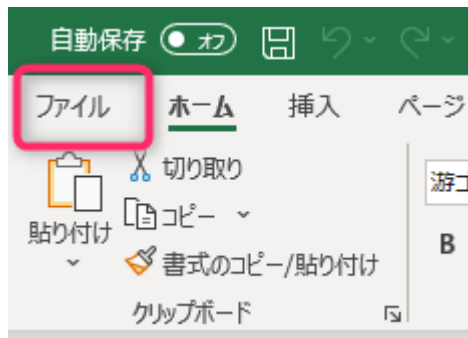 自動保存 オフ
ファイル ホーム 挿入 ページ
切り取り
コピー
貼り付け
書式のコピー/貼り付け
クリップボード
游ゴ
B